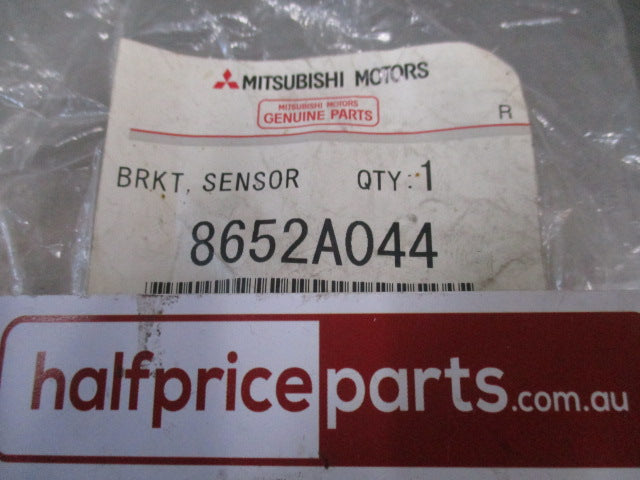 MITSUBISHI MOTORS
MITSUBISHI MOTORS
GENUINE PARTS
R
BRKT, SENSOR QTY: 1
8652A044
halfpriceparts.com.au